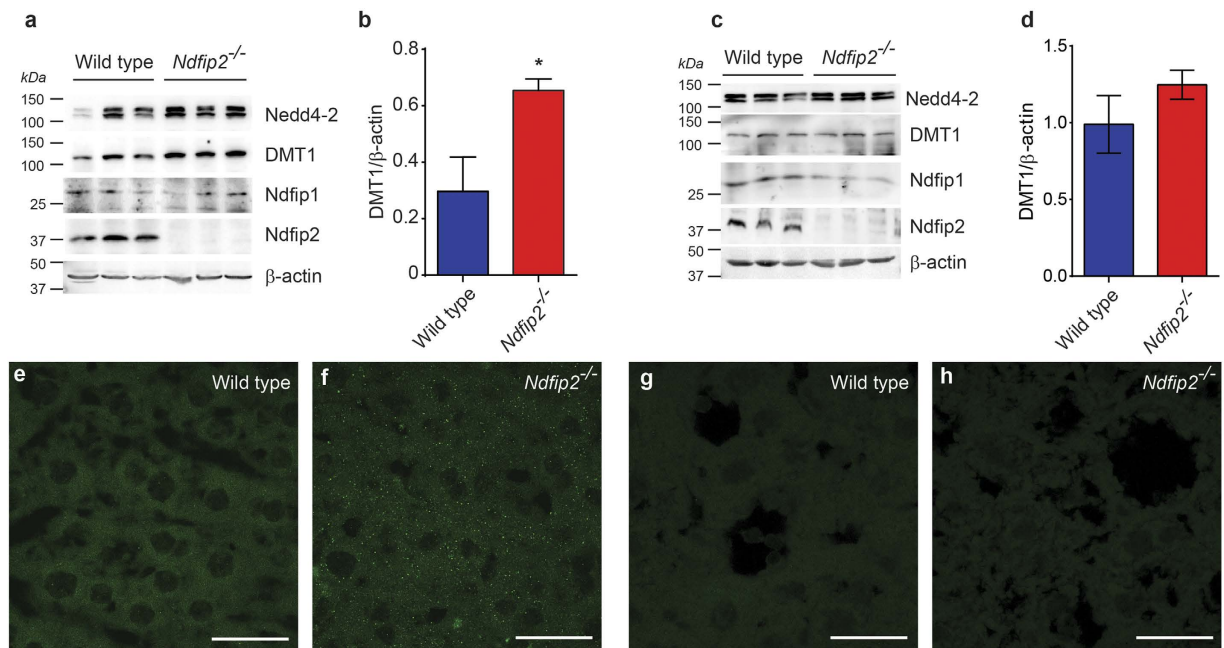 a
Wild type Ndfip2-/-
kDa
150
100
Nedd4-2
150
100
DMT1
25
Ndfip1
37
Ndfip2
50
37
β-actin
b
DMT1/β-actin
0.8
0.6
0.4
0.2
0
*
Wild type
Ndfip2-/-
c
Wild type Ndfip2-/-
kDa
150
100
Nedd4-2
150
100
DMT1
25
Ndfip1
37
Ndfip2
50
37
β-actin
d
DMT1/β-actin
1.5
1.0
0.5
0.0
Wild type
Ndfip2-/-
e Wild type
f Ndfip2-/-
g Wild type
h Ndfip2-/-